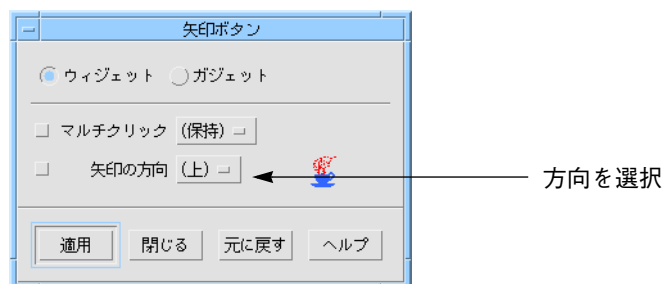 矢印ボタン
ウィジェット ガジェット
マルチクリック (保持)
矢印の方向 (上)
方向を選択
適用 閉じる 元に戻す ヘルプ